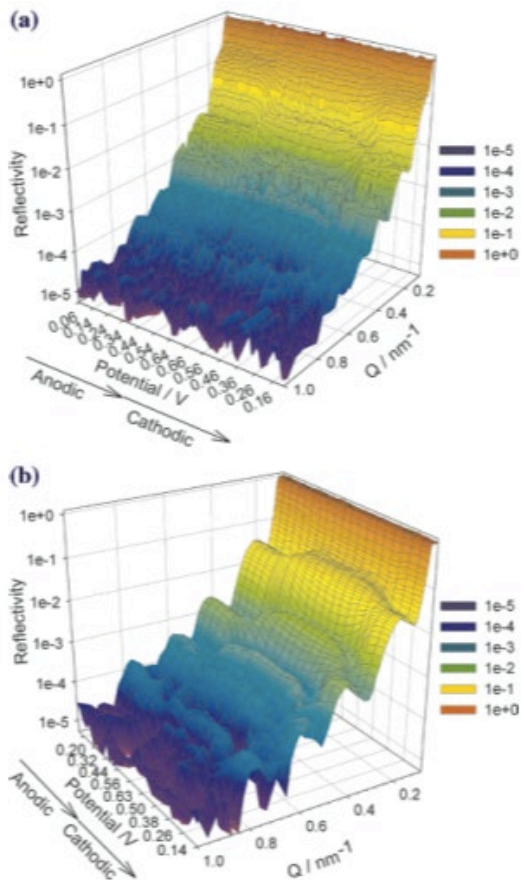 (a)
1e+0
1e-1
1e-2
1e-3
1e-4
1e-5
Reflectivity
1e-5
1e-4
1e-3
1e-2
1e-1
1e+0
0.46
0.36
0.26
0.16
Potential / V
Anodic
Cathodic
0.2
0.4
0.6
0.8
1.0
Q / nm-1
(b)
1e+0
1e-1
1e-2
1e-3
1e-4
1e-5
Reflectivity
1e-5
1e-4
1e-3
1e-2
1e-1
1e+0
0.20
0.32
0.44
0.56
0.63
0.50
0.38
0.26
0.14
Potential /V
Anodic
Cathodic
0.2
0.4
0.6
0.8
1.0
Q / nm-1